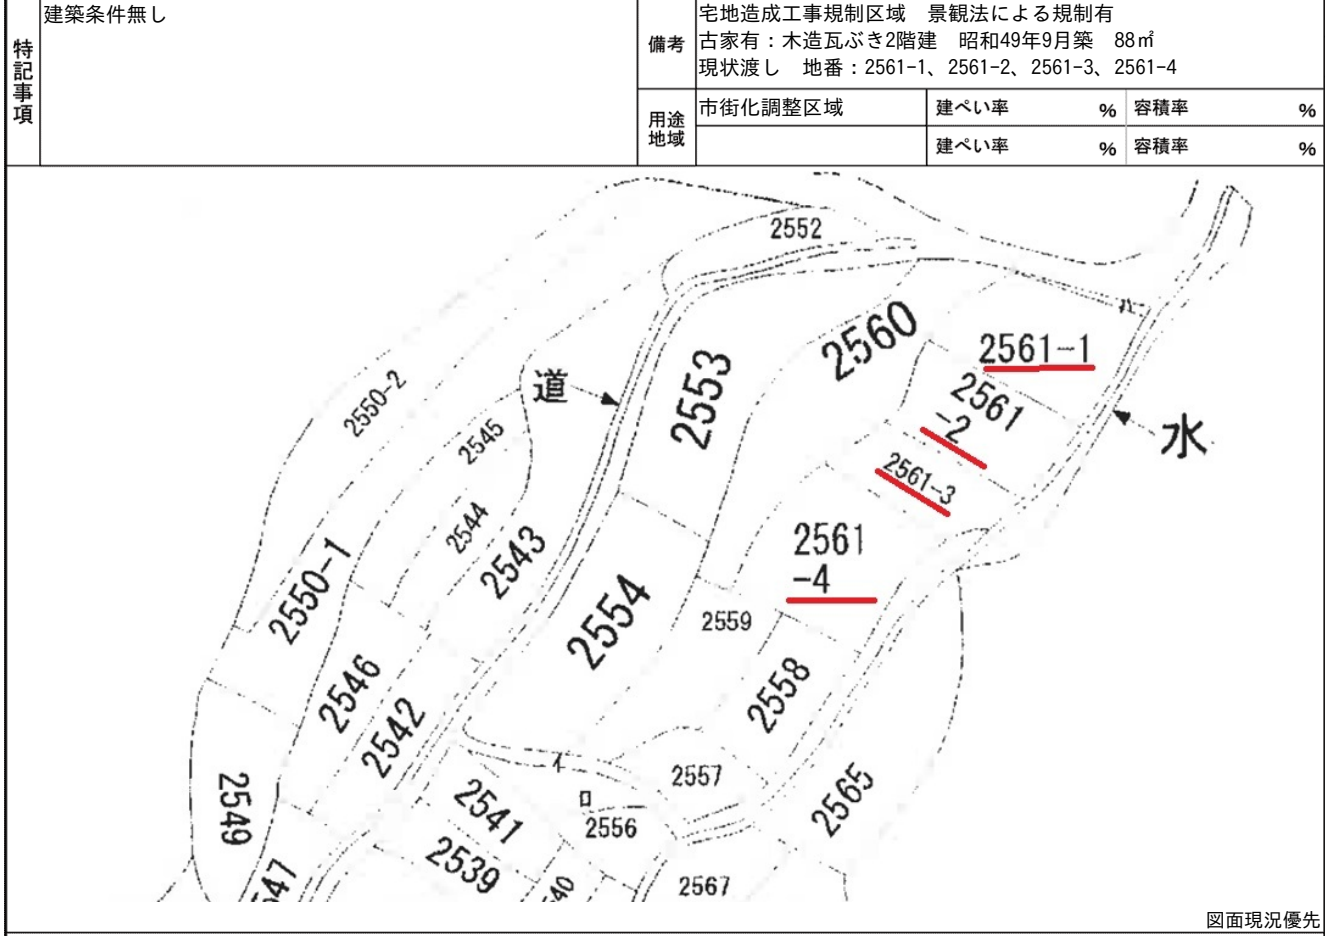 特記事項
建築条件無し
備考
宅地造成工事規制区域 景観法による規制有
古家有:木造瓦ぶき2階建 昭和49年9月築 88㎡
現状渡し 地番:2561-1、2561-2、2561-3、2561-4
用途地域
市街化調整区域 建ぺい率 % 容積率 %
建ぺい率 % 容積率 %
2552
ハ
2560
2561-1
2553
道
2550-2
2561
-2
水
2545
2561-3
2544
2543
2561
-4
2550-1
2554
2559
2546
2558
2542
イ
2557
2549
2541
ロ
2556
2565
2539
2567
図面現況優先